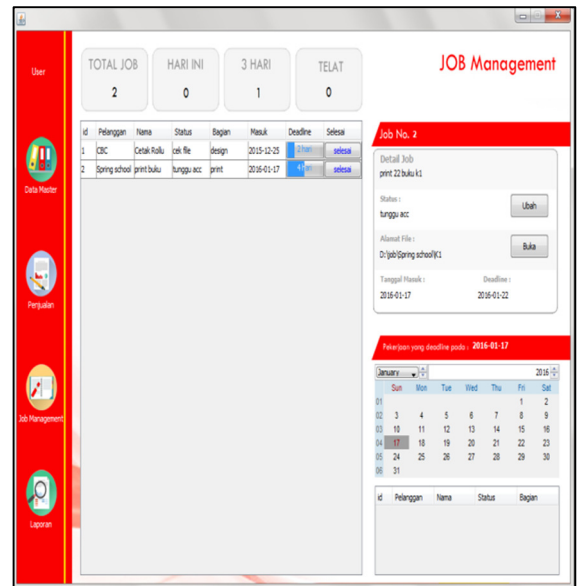 User
Data Master
Penjualan
Job Management
Laporan
TOTAL JOB
2
HARI INI
0
3 HARI
1
TELAT
0
JOB Management
id Pelanggan Nama Status Bagian Masuk Deadline Selesai
1 CBC Cetak Rollu cek file design 2015-12-25 2 hari selesai
2 Spring school print buku tunggu acc print 2016-01-17 4 hari selesai
Job No. 2
Detail Job
print 22 buku k1
Status :
tunggu acc
Ubah
Alamat File :
D:\job\Spring school\K1
Buka
Tanggal Masuk : Deadline :
2016-01-17 2016-01-22
Pekerjaan yang deadline pada : 2016-01-17
January 2016
Sun Mon Tue Wed Thu Fri Sat
01 1 2
02 3 4 5 6 7 8 9
03 10 11 12 13 14 15 16
04 17 18 19 20 21 22 23
05 24 25 26 27 28 29 30
06 31
id Pelanggan Nama Status Bagian